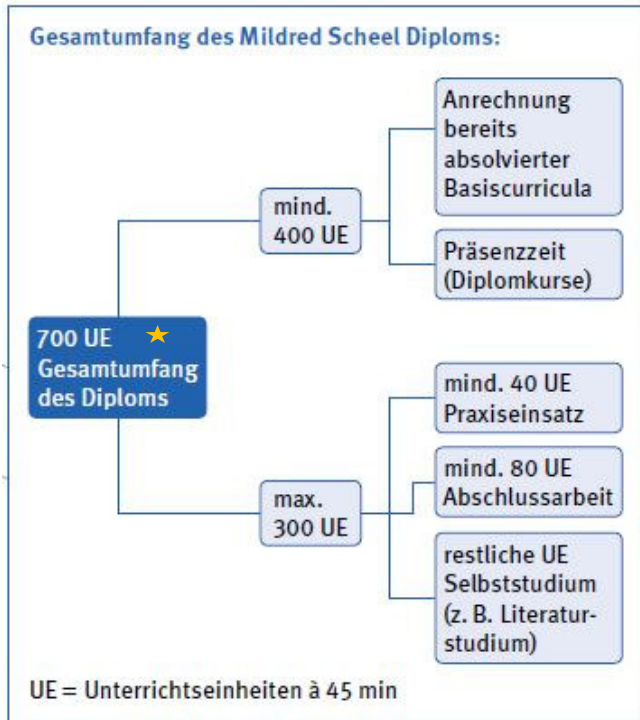 Gesamtumfang des Mildred Scheel Diploms:
Anrechnung
bereits
absolvierter
Basiscurricula
mind.
400 UE
Präsenzzeit
(Diplomkurse)
700 UE
Gesamtumfang
des Diploms
mind. 40 UE
Praxiseinsatz
mind. 80 UE
Abschlussarbeit
max.
300 UE
restliche UE
Selbststudium
(z. B. Literatur-
studium)
UE = Unterrichtseinheiten à 45 min